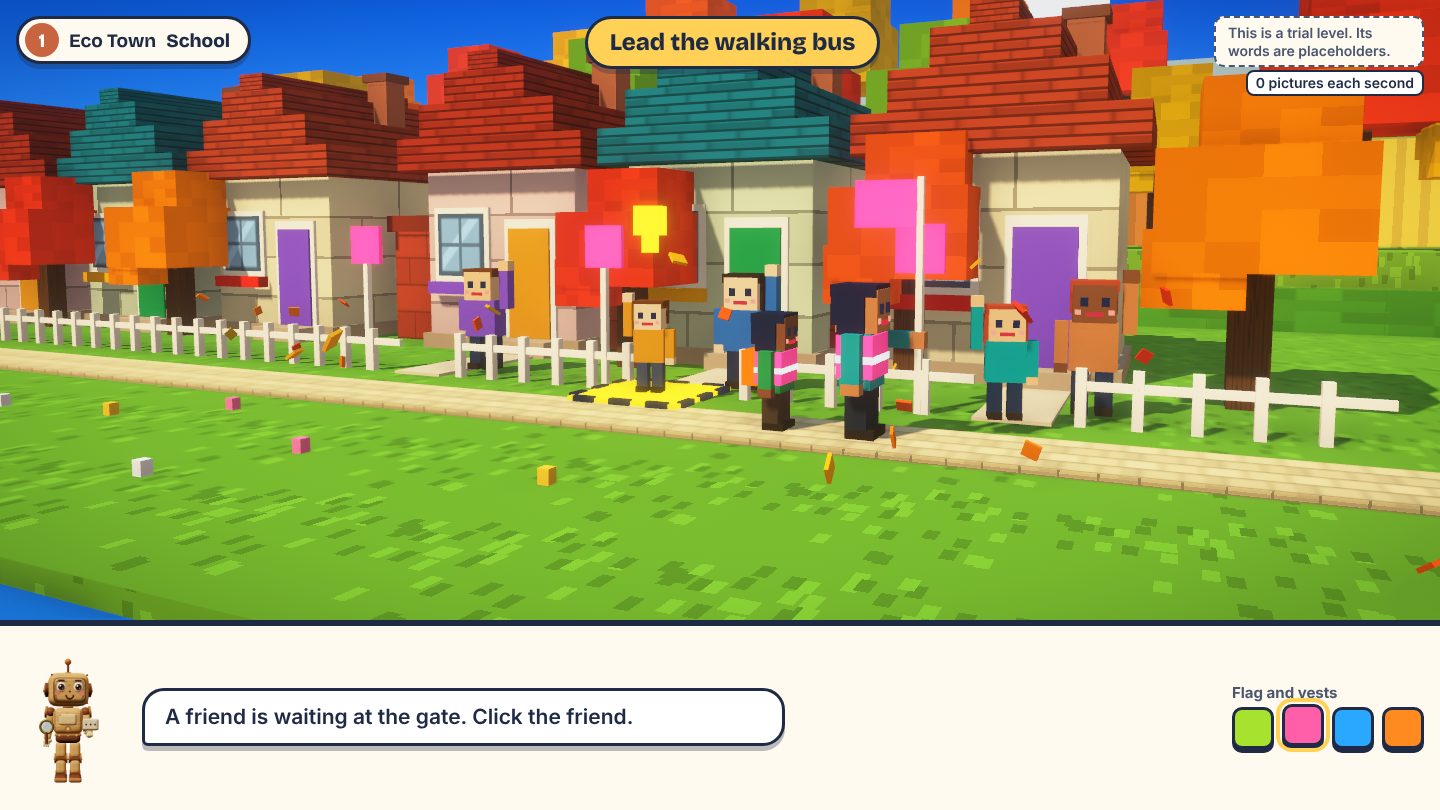 1 Eco Town School
Lead the walking bus
This is a trial level. Its
words are placeholders.
0 pictures each second
A friend is waiting at the gate. Click the friend.
Flag and vests